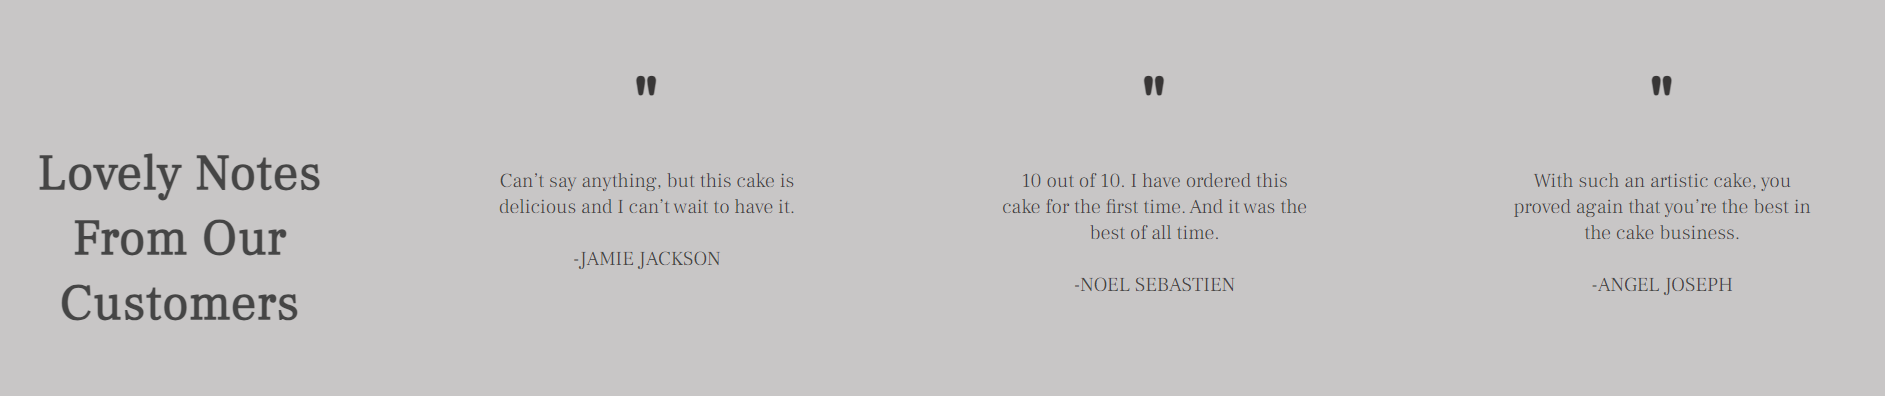 Lovely Notes
From Our
Customers
"
Can't say anything, but this cake is
delicious and I can't wait to have it.
-JAMIE JACKSON
"
10 out of 10. I have ordered this
cake for the first time. And it was the
best of all time.
-NOEL SEBASTIEN
"
With such an artistic cake, you
proved again that you're the best in
the cake business.
-ANGEL JOSEPH